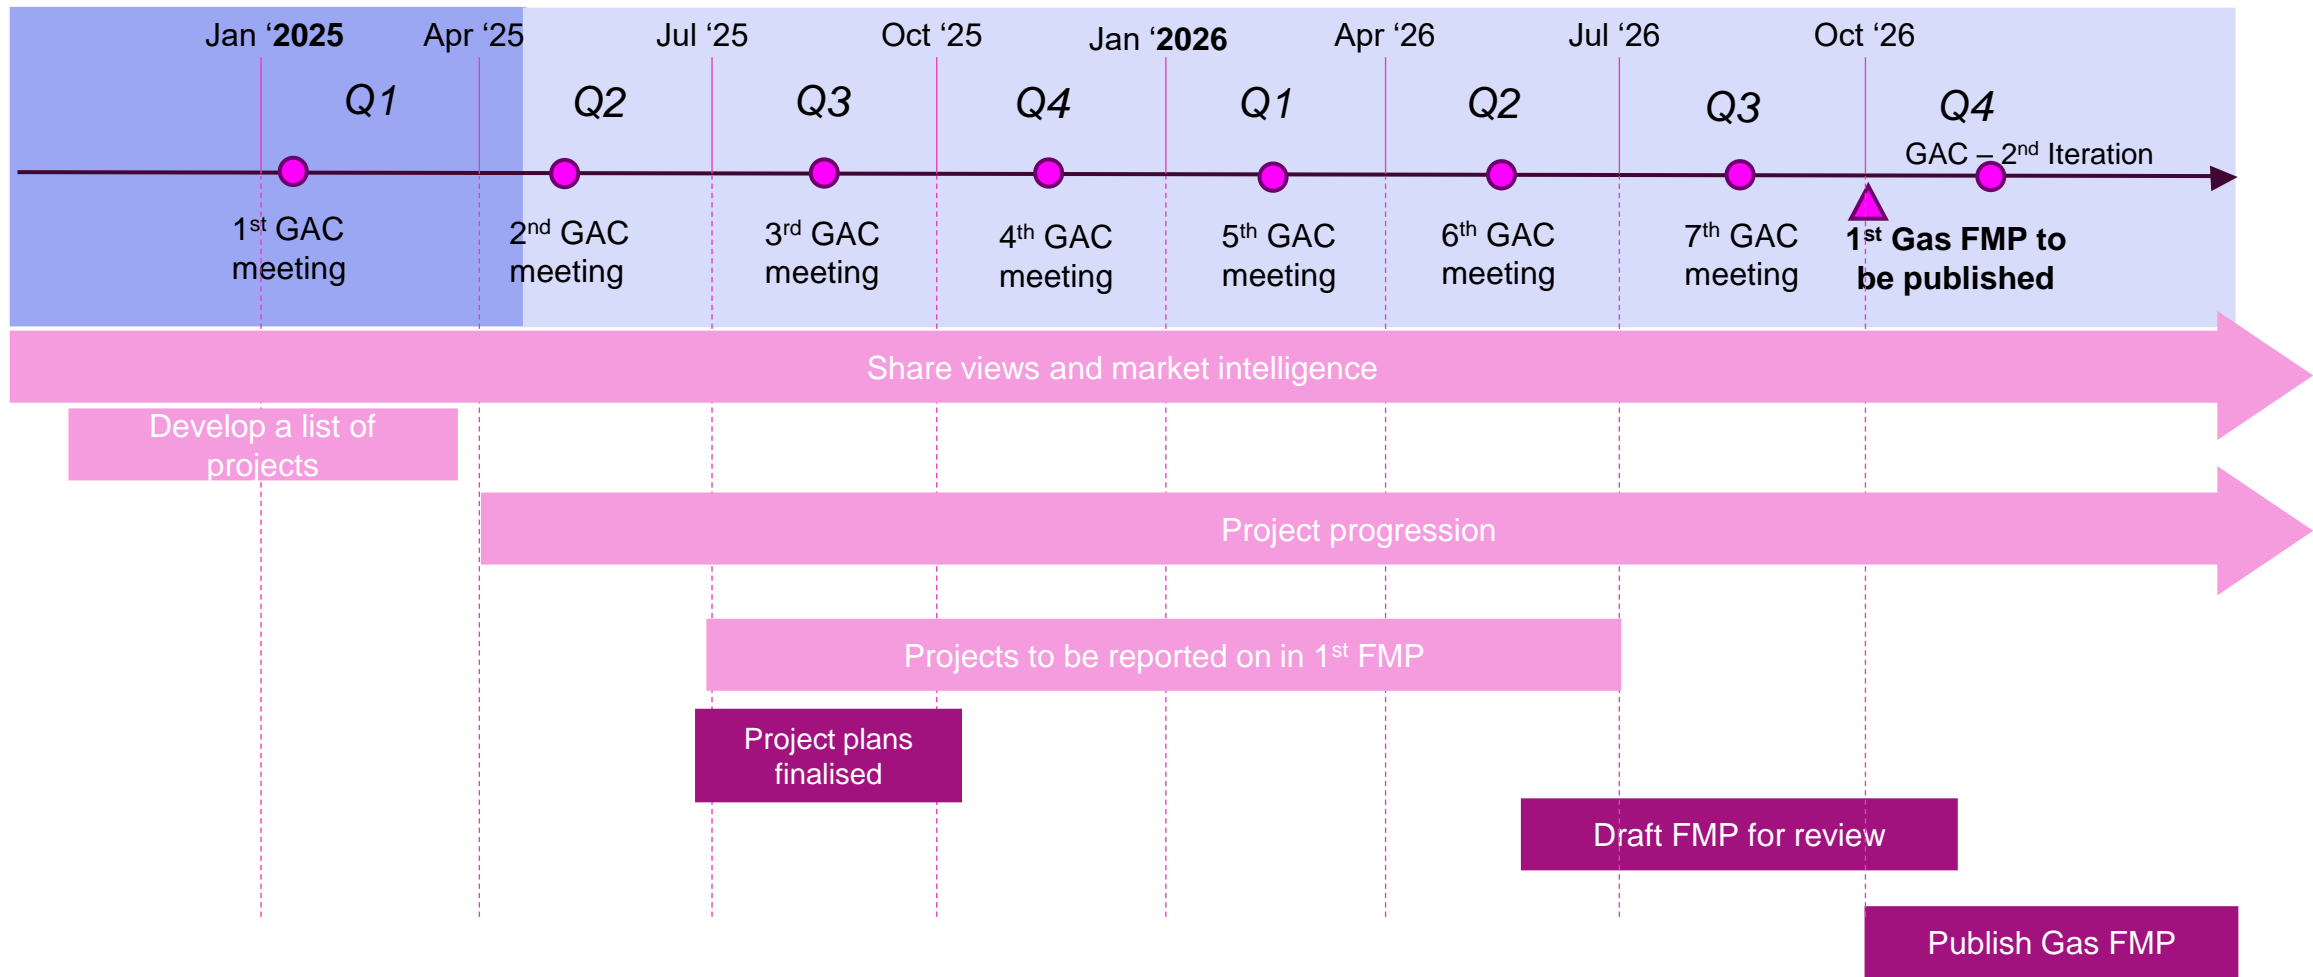 Jan ‘2025
Apr ‘25
Jul ‘25
Oct ‘25
Jan ‘2026
Apr ‘26
Jul ‘26
Oct ‘26
Q1
Q2
Q3
Q4
Q1
Q2
Q3
Q4
GAC – 2nd Iteration
1st GAC
meeting
2nd GAC
meeting
3rd GAC
meeting
4th GAC
meeting
5th GAC
meeting
6th GAC
meeting
7th GAC
meeting
1st Gas FMP to
be published
Share views and market intelligence
Develop a list of
projects
Project progression
Projects to be reported on in 1st FMP
Project plans
finalised
Draft FMP for review
Publish Gas FMP